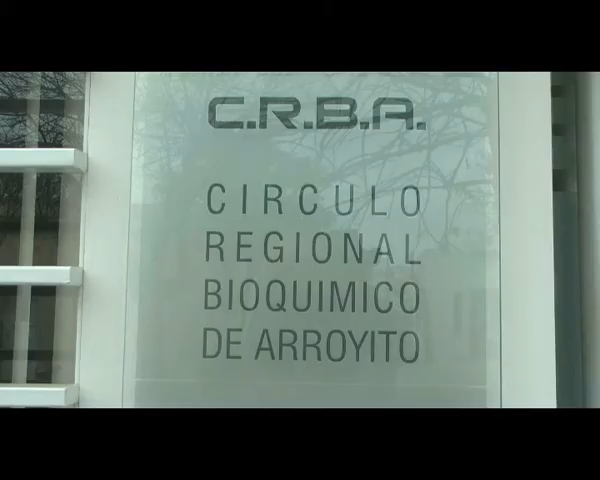 C.R.B.A.
CIRCULO
REGIONAL
BIOQUIMICO
DE ARROYITO